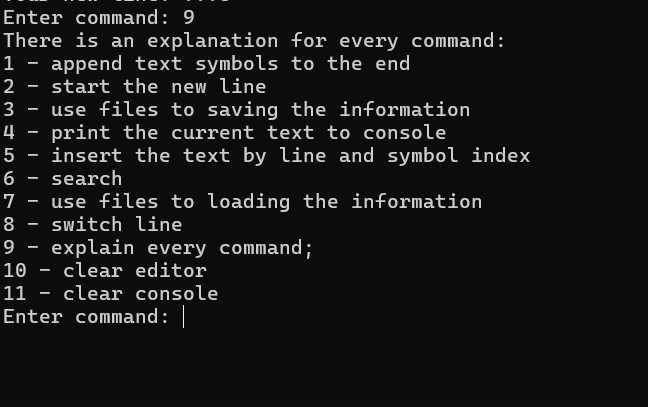 Enter command: 9
There is an explanation for every command:
1 - append text symbols to the end
2 - start the new line
3 - use files to saving the information
4 - print the current text to console
5 - insert the text by line and symbol index
6 - search
7 - use files to loading the information
8 - switch line
9 - explain every command;
10 - clear editor
11 - clear console
Enter command: